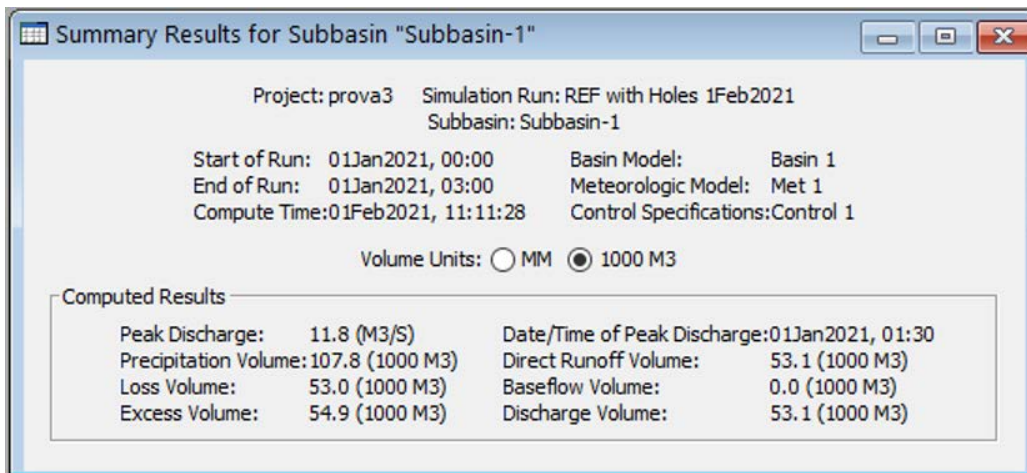 Summary Results for Subbasin "Subbasin-1"
Project: prova3 Simulation Run: REF with Holes 1Feb2021
Subbasin: Subbasin-1
Start of Run: 01Jan2021, 00:00 Basin Model: Basin 1
End of Run: 01Jan2021, 03:00 Meteorologic Model: Met 1
Compute Time:01Feb2021, 11:11:28 Control Specifications:Control 1
Volume Units: MM 1000 M3
Computed Results
Peak Discharge: 11.8 (M3/S) Date/Time of Peak Discharge:01Jan2021, 01:30
Precipitation Volume:107.8 (1000 M3) Direct Runoff Volume: 53.1 (1000 M3)
Loss Volume: 53.0 (1000 M3) Baseflow Volume: 0.0 (1000 M3)
Excess Volume: 54.9 (1000 M3) Discharge Volume: 53.1 (1000 M3)